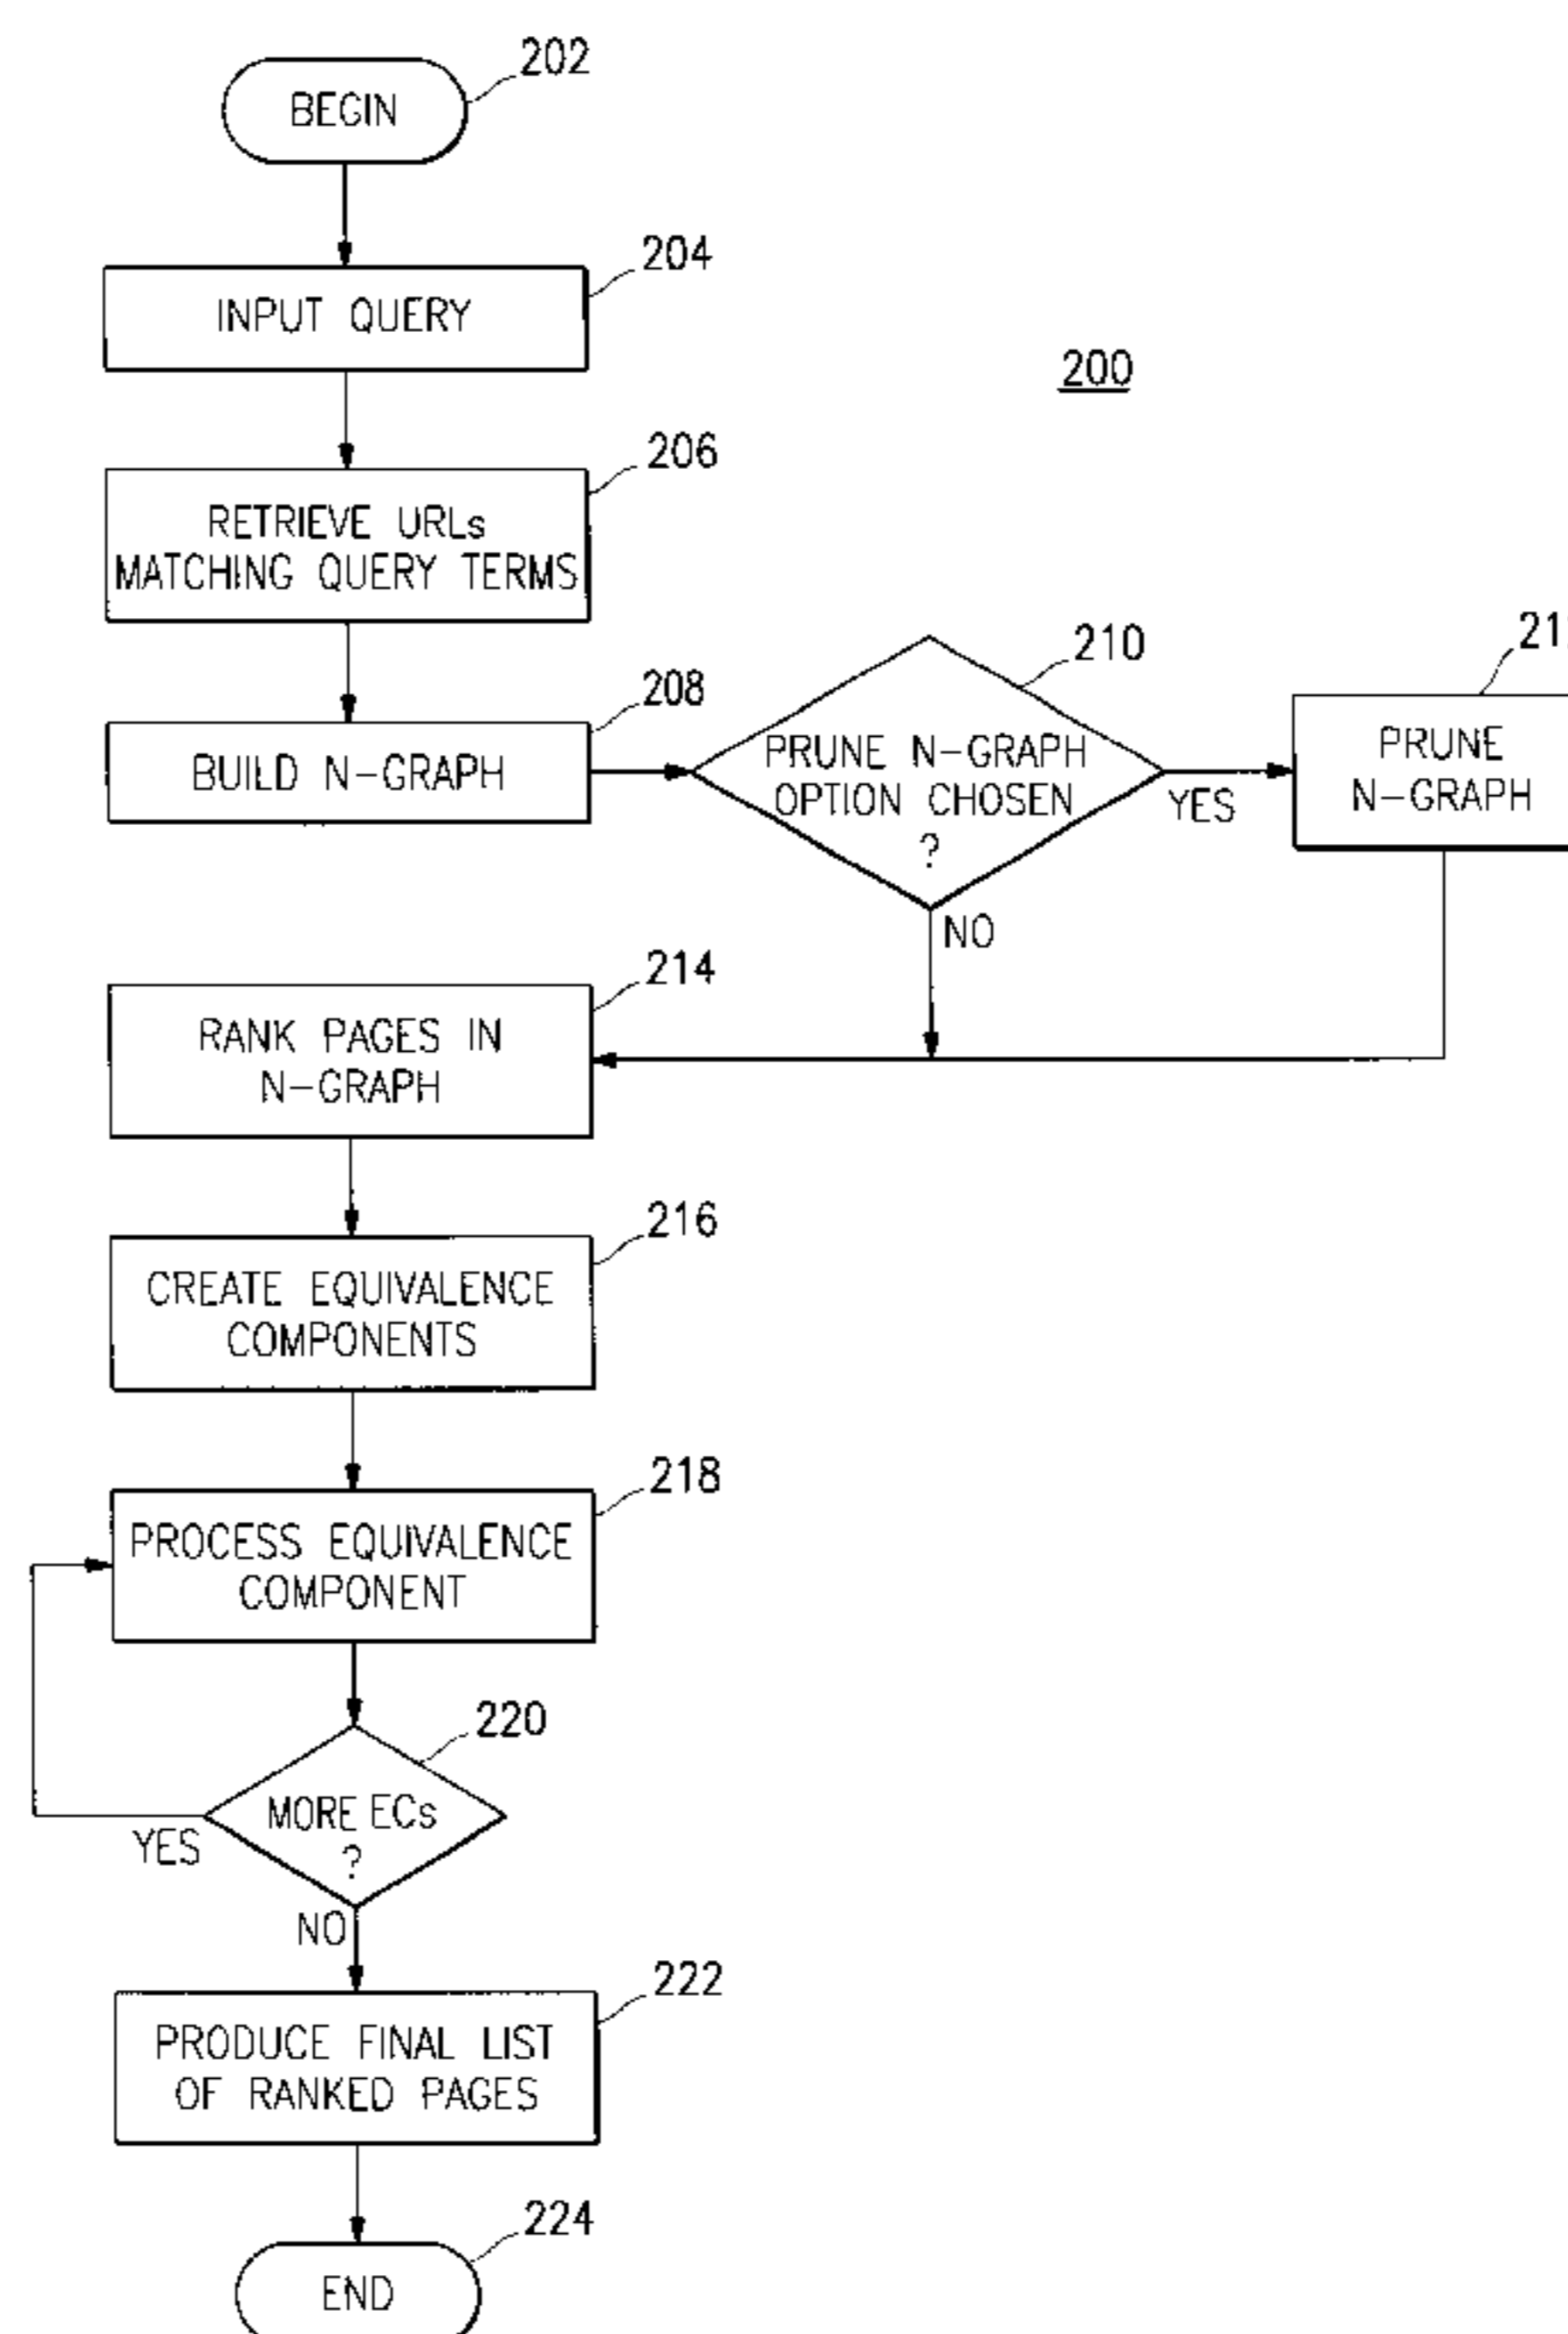 202
BEGIN
204
INPUT QUERY
200
206
RETRIEVE URLs
MATCHING QUERY TERMS
208
BUILD N-GRAPH
210
PRUNE N-GRAPH
OPTION CHOSEN
?
YES
NO
PRUNE
N-GRAPH
214
RANK PAGES IN
N-GRAPH
216
CREATE EQUIVALENCE
COMPONENTS
218
PROCESS EQUIVALENCE
COMPONENT
220
MORE ECs
?
YES
NO
222
PRODUCE FINAL LIST
OF RANKED PAGES
224
END